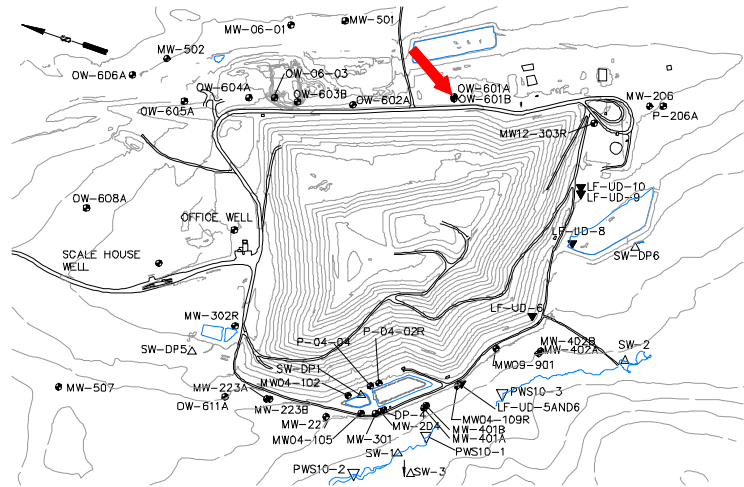 MW-06-01
MW-501
MW-502
OW-606A
OW-06-03
OW-604A
OW-603B
OW-602A
OW-605A
OW-601A
OW-601B
MW-206
P-206A
MW12-303R
LF-UD-10
LF-UD-9
OW-608A
OFFICE WELL
LF-UD-8
SW-DP6
SCALE HOUSE
WELL
LF-UD-6
MW-302R
P-04-04
P-04-02R
SW-DP5
MW-402B
MW-402A
SW-2
SW-DP1
MW09-901
MW04-102
MW-507
MW-223A
PWS10-3
OW-611A
MW-223B
LF-UD-5AND6
MW04-109R
DP-4
MW-227
MW-204
MW-401B
MW04-105
MW-301
MW-401A
SW-1
PWS10-1
PWS10-2
SW-3